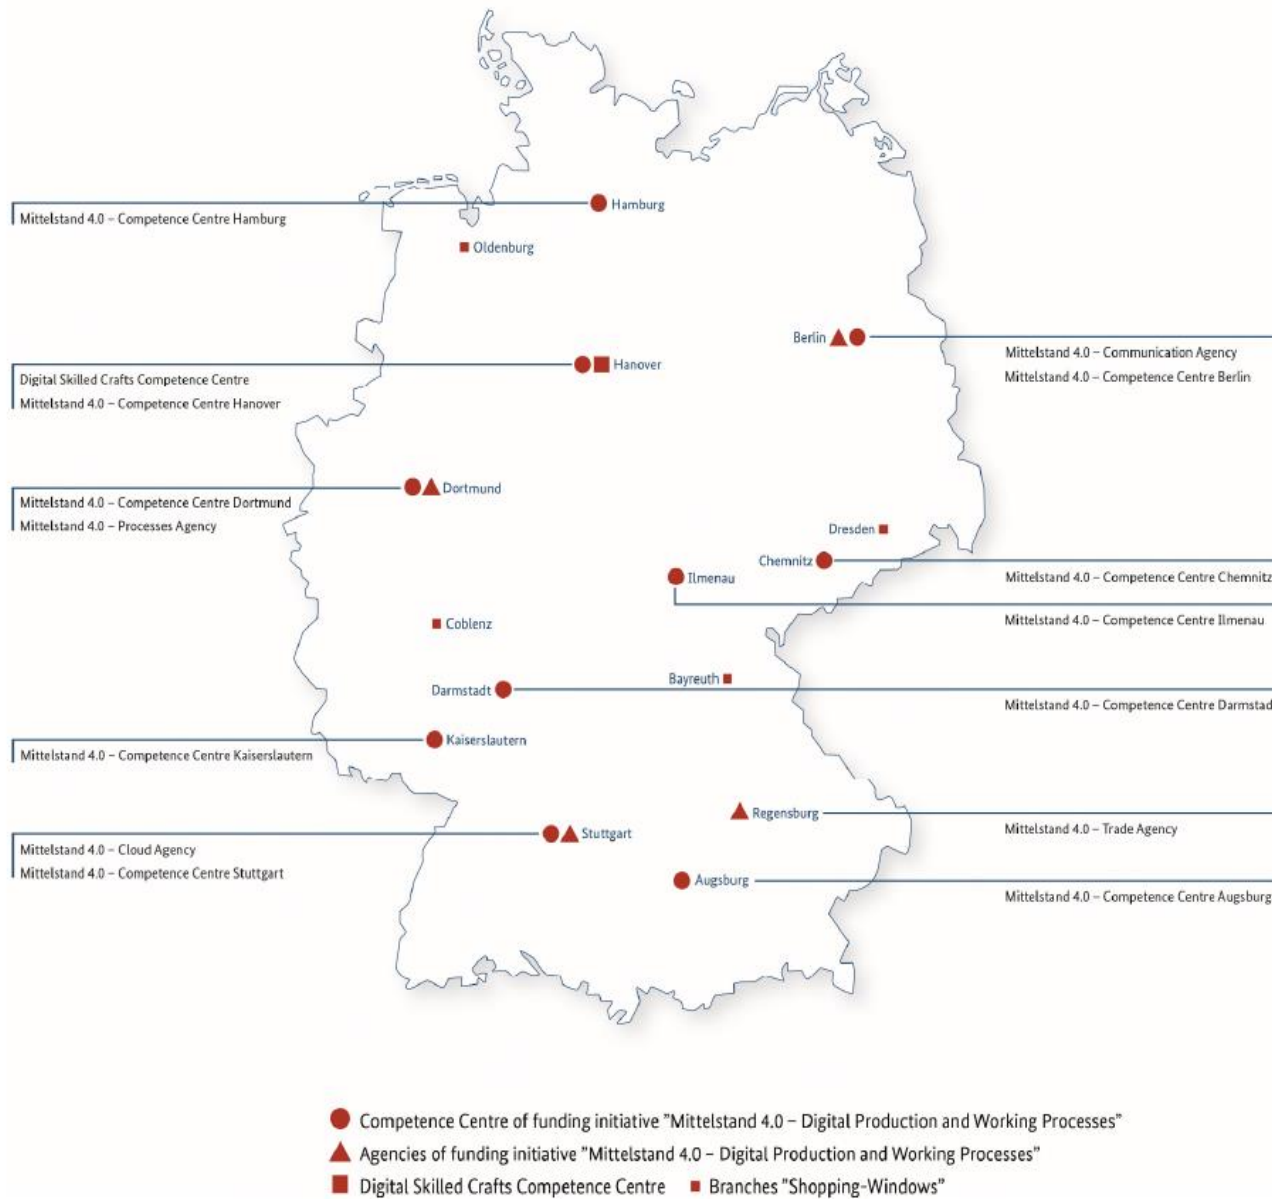 Hamburg
Mittelstand 4.0 – Competence Centre Hamburg
Oldenburg
Berlin
Mittelstand 4.0 – Communication Agency
Mittelstand 4.0 – Competence Centre Berlin
Hanover
Digital Skilled Crafts Competence Centre
Mittelstand 4.0 – Competence Centre Hanover
Dortmund
Mittelstand 4.0 – Competence Centre Dortmund
Mittelstand 4.0 – Processes Agency
Dresden
Chemnitz
Mittelstand 4.0 – Competence Centre Chemnitz
Ilmenau
Mittelstand 4.0 – Competence Centre Ilmenau
Coblenz
Bayreuth
Darmstadt
Mittelstand 4.0 – Competence Centre Darmstad
Kaiserslautern
Mittelstand 4.0 – Competence Centre Kaiserslautern
Regensburg
Mittelstand 4.0 – Trade Agency
Stuttgart
Mittelstand 4.0 – Cloud Agency
Mittelstand 4.0 – Competence Centre Stuttgart
Augsburg
Mittelstand 4.0 – Competence Centre Augsburg
Competence Centre of funding initiative ”Mittelstand 4.0 – Digital Production and Working Processes”
Agencies of funding initiative ”Mittelstand 4.0 – Digital Production and Working Processes”
Digital Skilled Crafts Competence Centre
Branches ”Shopping-Windows”